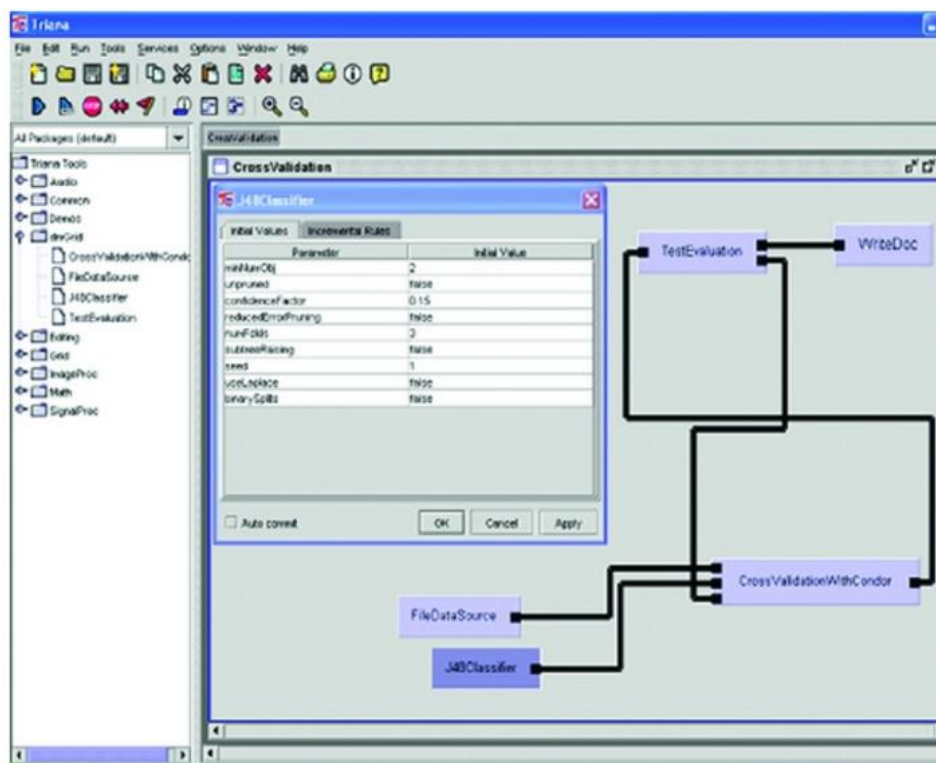 Triana
File Edit Run Tools Services Options Window Help
STOP
All Packages (default)
CrossValidation
Triana Tools
Audio
Common
Demos
dmGrid
CrossValidationWithCondo
FileDataSource
J48Classifier
TestEvaluation
Editing
Grid
ImageProc
Math
SignalProc
CrossValidation
J48Classifier
Initial Values Incremental Rules
Parameter Initial Value
minNumObj 2
unpruned false
confidenceFactor 0.15
reducedErrorPruning false
numFolds 3
subtreeRaising false
seed 1
useLaplace false
binarySplits false
Auto commit OK Cancel Apply
TestEvaluation WriteDoc
CrossValidationWithCondor
FileDataSource
J48Classifier